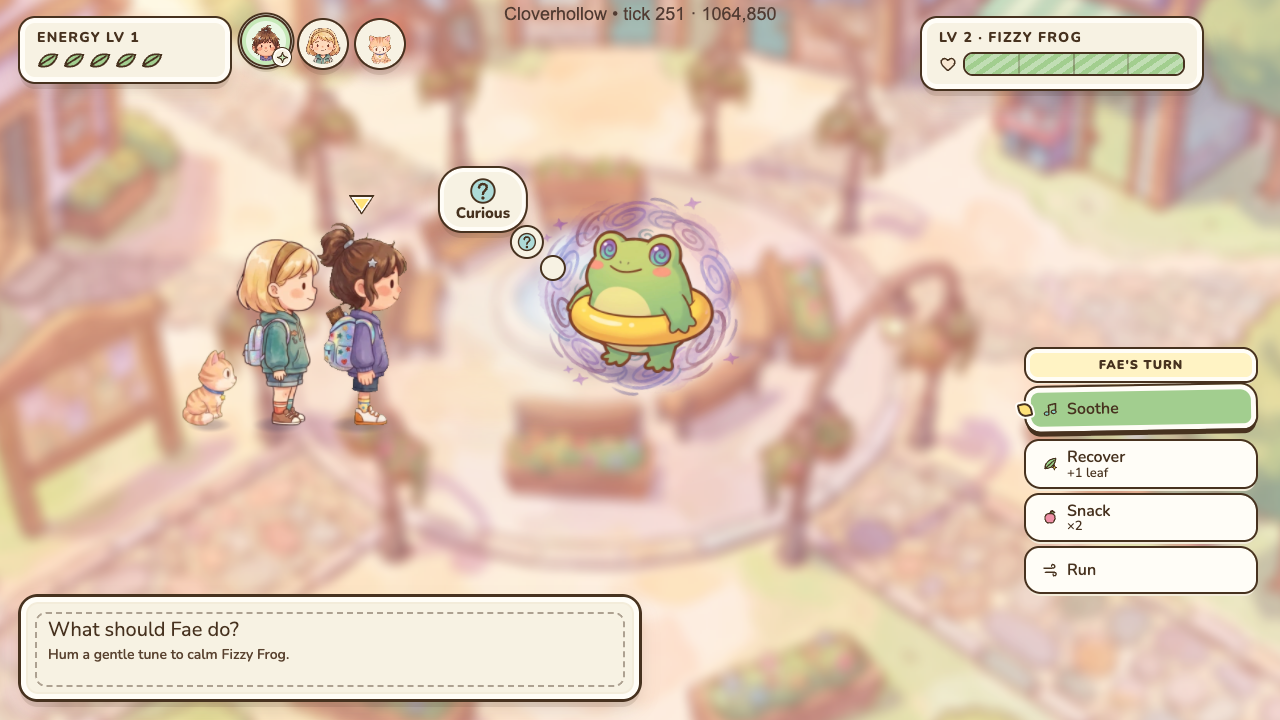 Cloverhollow • tick 251 · 1064,850
ENERGY LV 1
LV 2 · FIZZY FROG
Curious
FAE'S TURN
Soothe
Recover
+1 leaf
Snack
×2
Run
What should Fae do?
Hum a gentle tune to calm Fizzy Frog.